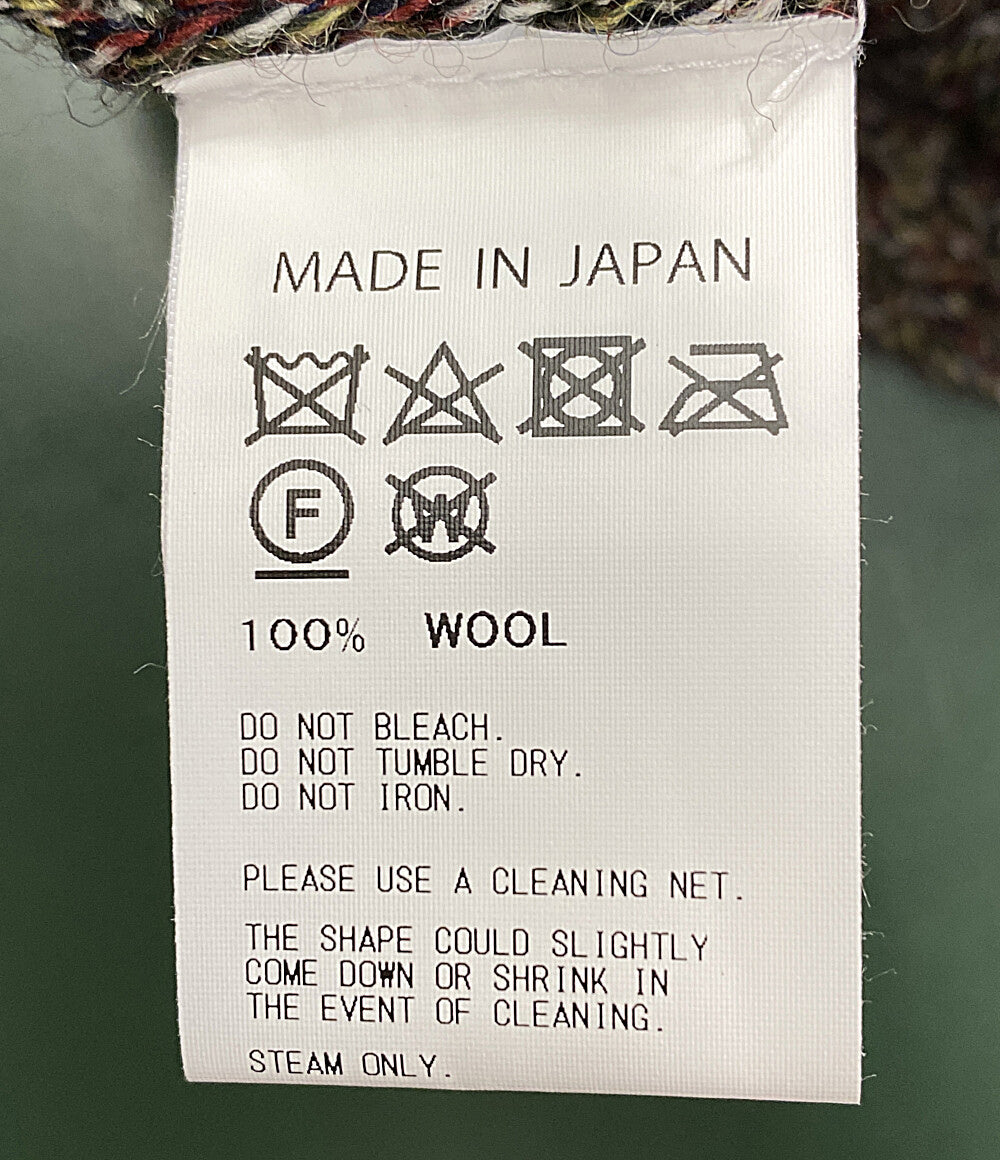 MADE IN JAPAN
F W
100% WOOL
DO NOT BLEACH.
DO NOT TUMBLE DRY.
DO NOT IRON.
PLEASE USE A CLEANING NET.
THE SHAPE COULD SLIGHTLY
COME DOWN OR SHRINK IN
THE EVENT OF CLEANING.
STEAM ONLY.